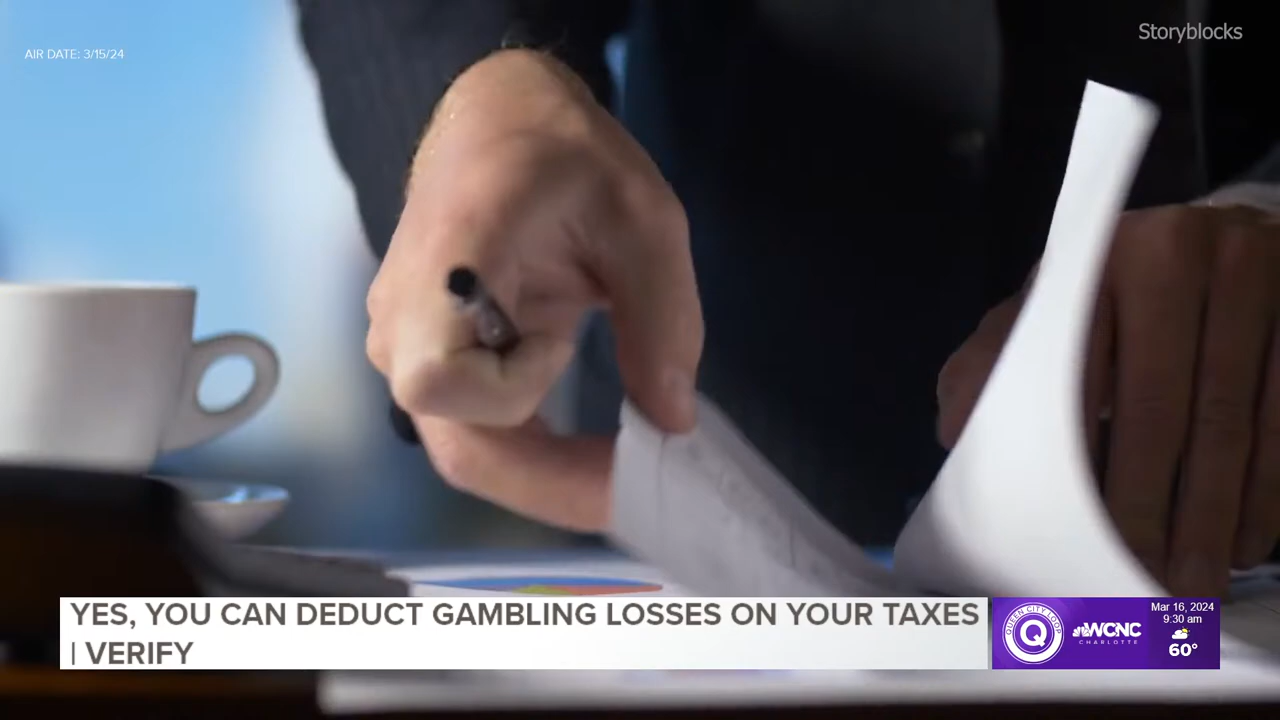 Storyblocks
AIR DATE: 3/15/24
YES, YOU CAN DEDUCT GAMBLING LOSSES ON YOUR TAXES
| VERIFY
QUEEN CITY LOOP
Q
WCNC
CHARLOTTE
Mar 16, 2024
9:30 am
60°